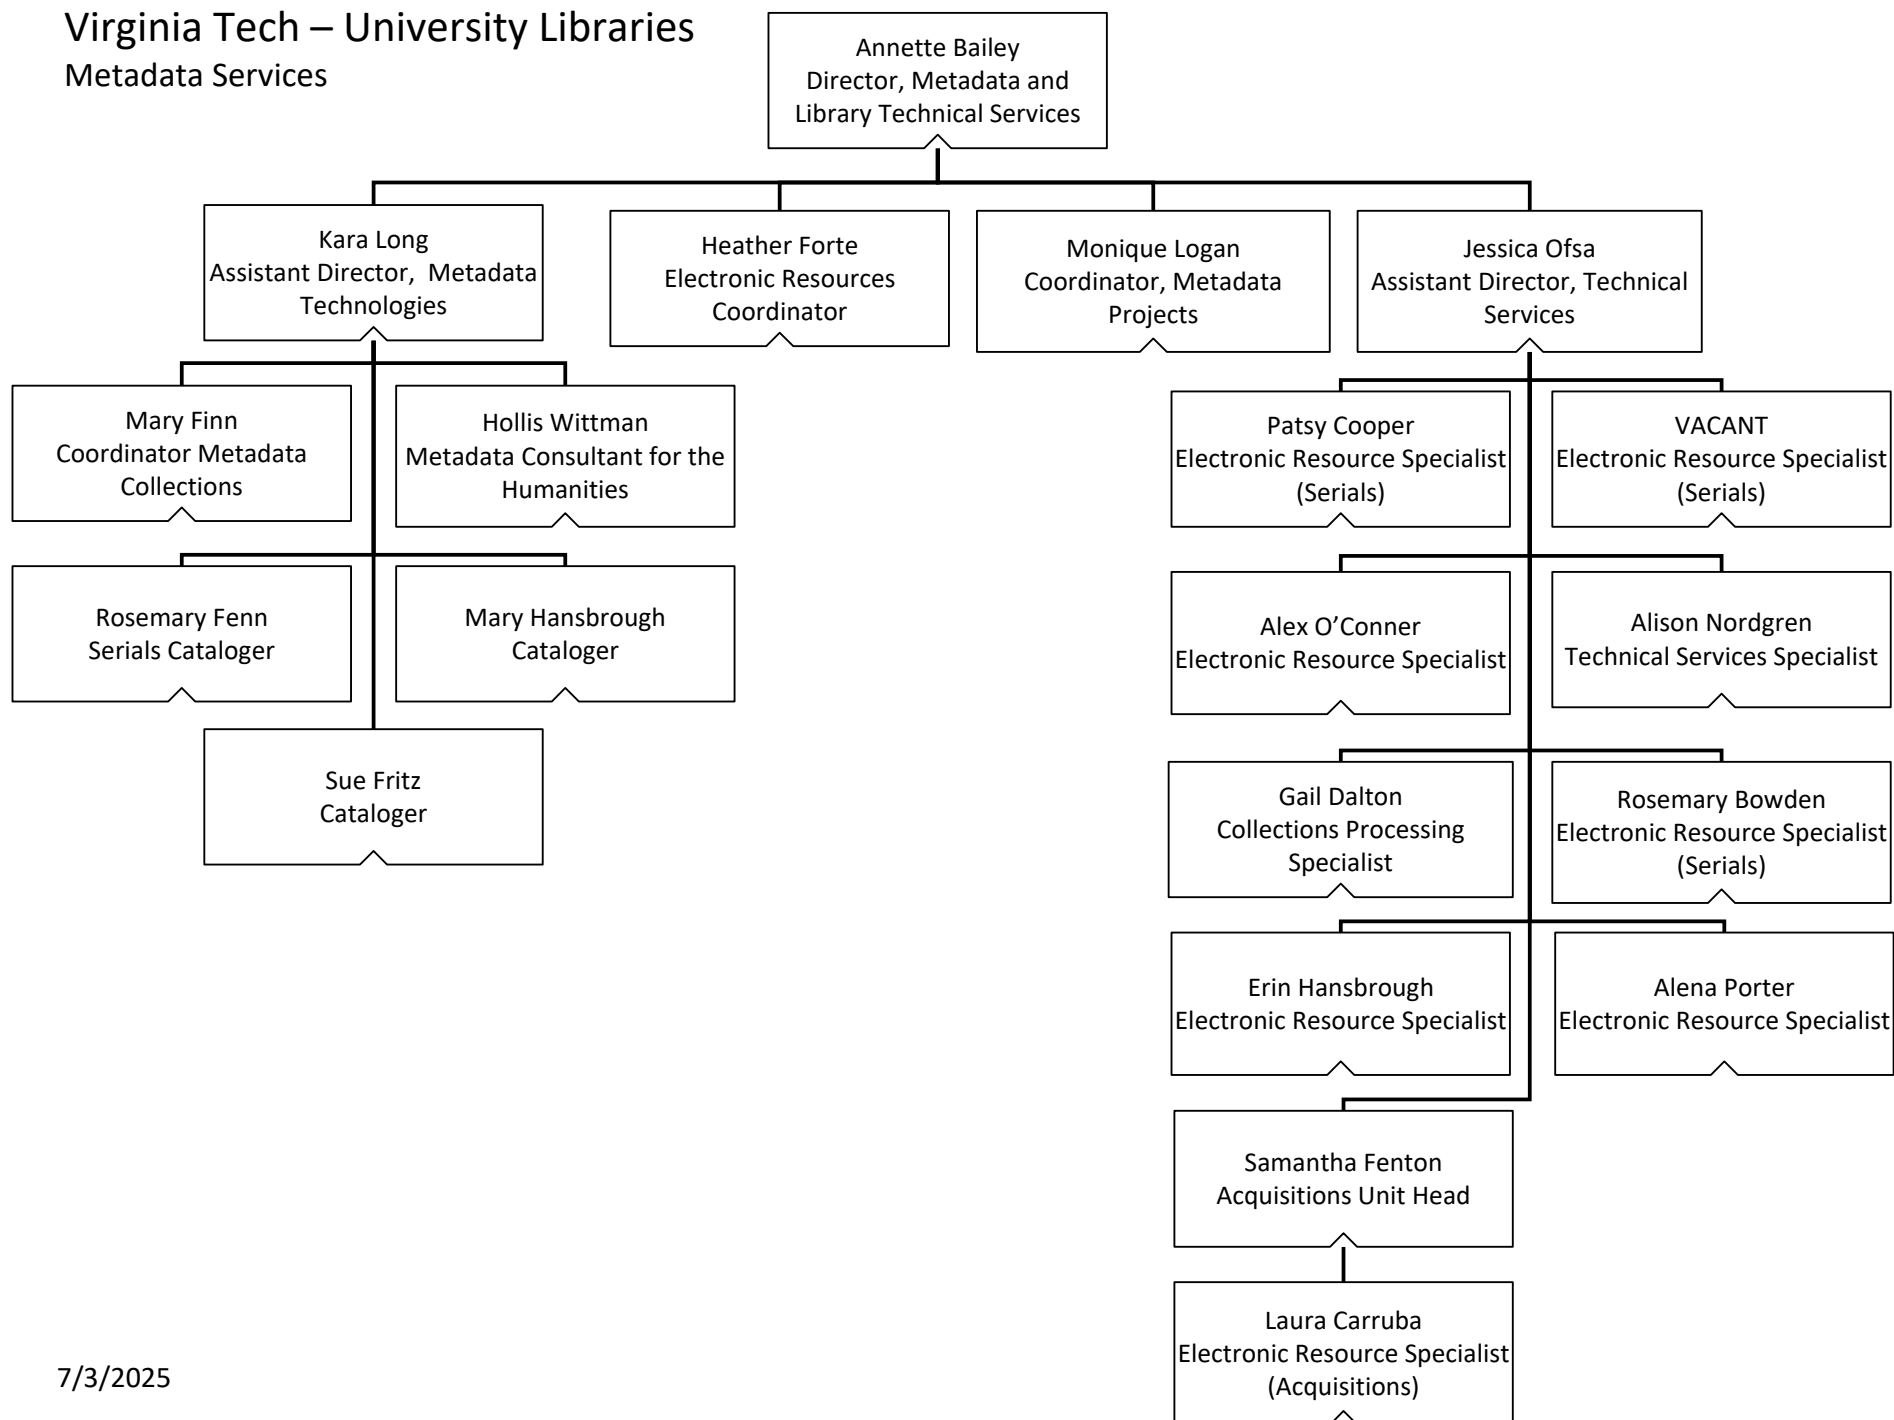 Virginia Tech – University Libraries
Metadata Services
Annette Bailey
Director, Metadata and
Library Technical Services
Kara Long
Assistant Director,  Metadata
Technologies
Heather Forte
Electronic Resources
Coordinator
Monique Logan
Coordinator, Metadata
Projects
Jessica Ofsa
Assistant Director, Technical
Services
Mary Finn
Coordinator Metadata
Collections
Hollis Wittman
Metadata Consultant for the
Humanities
Patsy Cooper
Electronic Resource Specialist
(Serials)
VACANT
Electronic Resource Specialist
(Serials)
Rosemary Fenn
Serials Cataloger
Mary Hansbrough
Cataloger
Alex O’Conner
Electronic Resource Specialist
Alison Nordgren
Technical Services Specialist
Sue Fritz
Cataloger
Gail Dalton
Collections Processing
Specialist
Rosemary Bowden
Electronic Resource Specialist
(Serials)
Erin Hansbrough
Electronic Resource Specialist
Alena Porter
Electronic Resource Specialist
Samantha Fenton
Acquisitions Unit Head
Laura Carruba
Electronic Resource Specialist
(Acquisitions)
7/3/2025